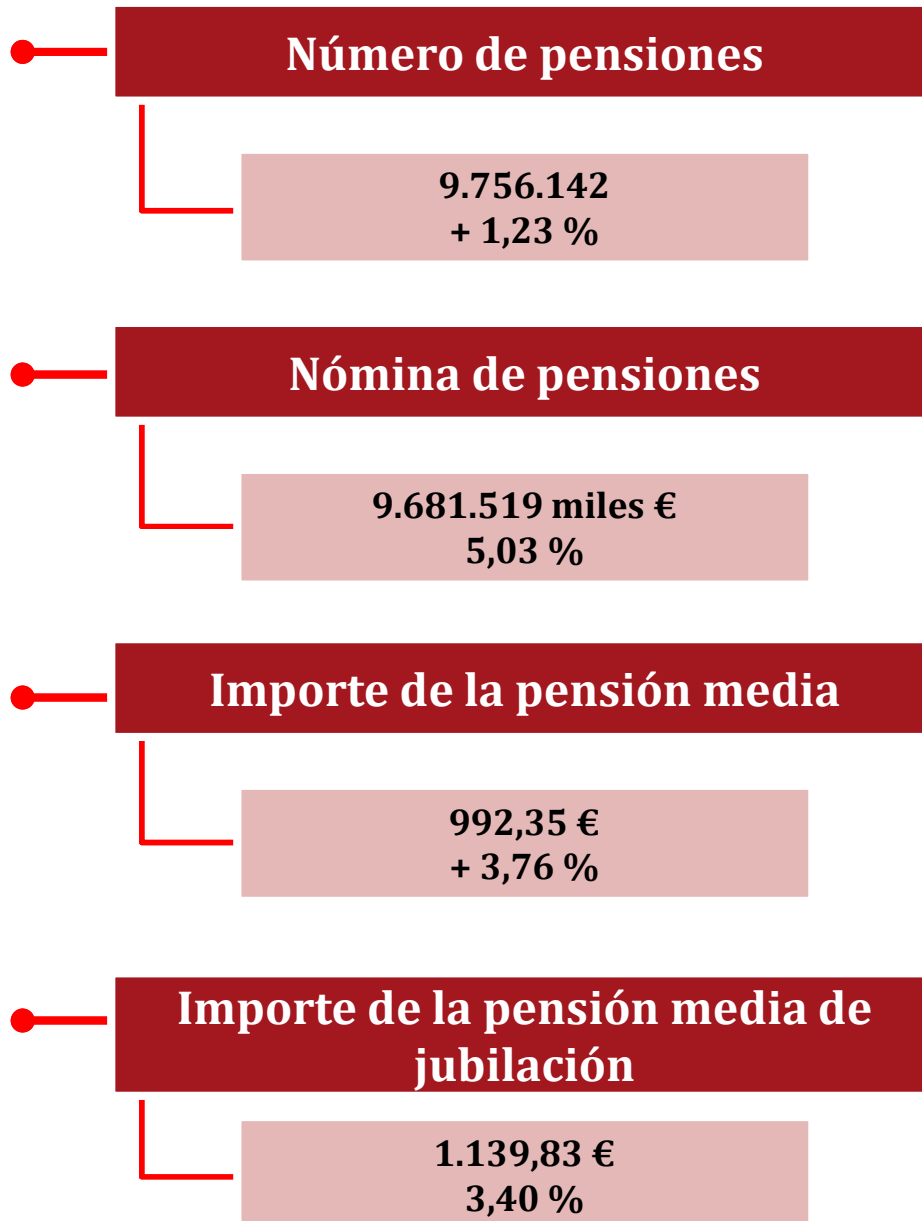 Número de pensiones
9.756.142
+ 1,23 %
Nómina de pensiones
9.681.519 miles €
5,03 %
Importe de la pensión media
992,35 €
+ 3,76 %
Importe de la pensión media de
jubilación
1.139,83 €
3,40 %